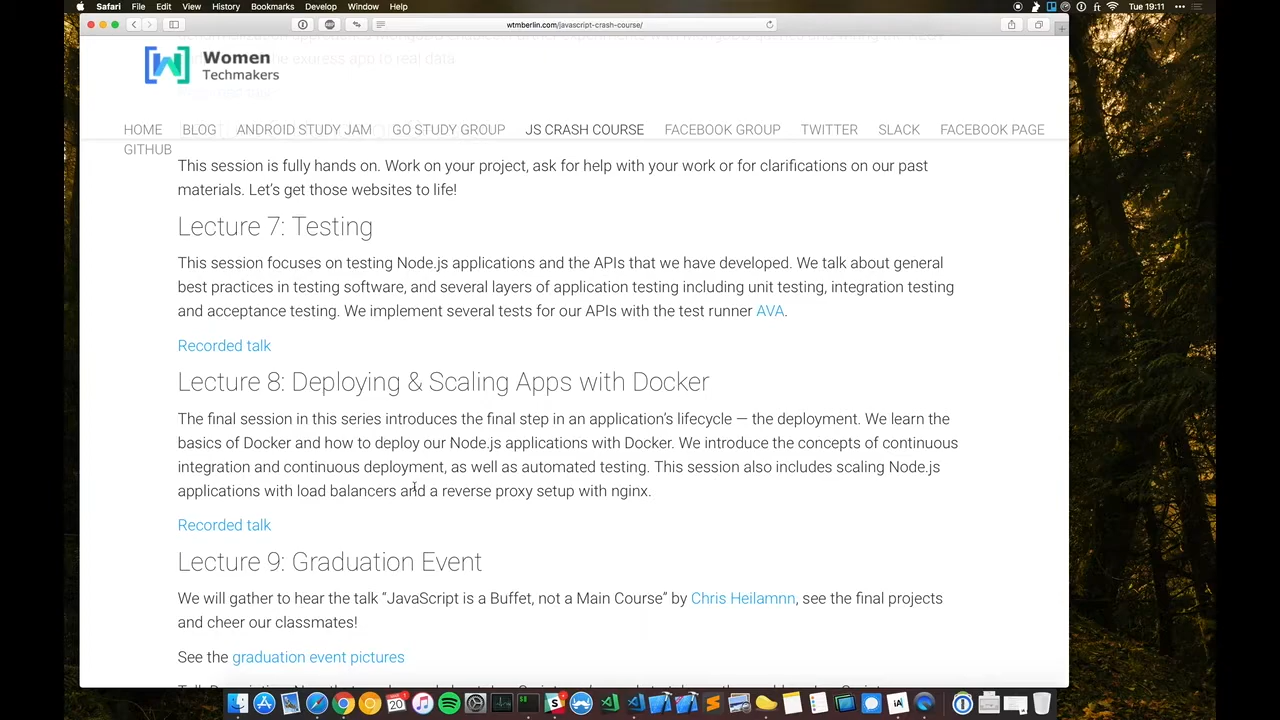 Safari File Edit View History Bookmarks Develop Window Help
Tue 19:11
wtmberlin.com/javascript-crash-course/
the express app to real data.
Women
Techmakers
HOME BLOG ANDROID STUDY JAM GO STUDY GROUP JS CRASH COURSE FACEBOOK GROUP TWITTER SLACK FACEBOOK PAGE
GITHUB
This session is fully hands on. Work on your project, ask for help with your work or for clarifications on our past
materials. Let's get those websites to life!
Lecture 7: Testing
This session focuses on testing Node.js applications and the APIs that we have developed. We talk about general
best practices in testing software, and several layers of application testing including unit testing, integration testing
and acceptance testing. We implement several tests for our APIs with the test runner AVA.
Recorded talk
Lecture 8: Deploying & Scaling Apps with Docker
The final session in this series introduces the final step in an application's lifecycle — the deployment. We learn the
basics of Docker and how to deploy our Node.js applications with Docker. We introduce the concepts of continuous
integration and continuous deployment, as well as automated testing. This session also includes scaling Node.js
applications with load balancers and a reverse proxy setup with nginx.
Recorded talk
Lecture 9: Graduation Event
We will gather to hear the talk “JavaScript is a Buffet, not a Main Course” by Chris Heilamnn, see the final projects
and cheer our classmates!
See the graduation event pictures